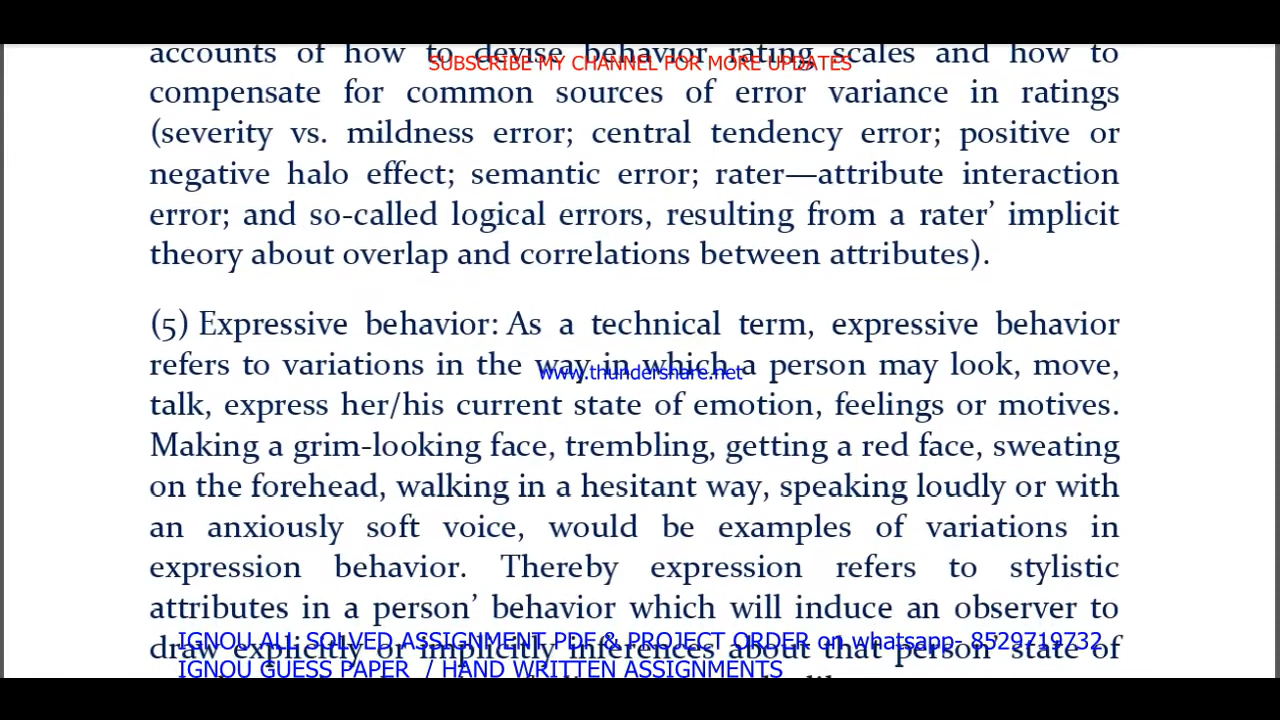 accounts of how to devise behavior rating scales and how to
SUBSCRIBE MY CHANNEL FOR MORE UPDATES
compensate for common sources of error variance in ratings
(severity vs. mildness error; central tendency error; positive or
negative halo effect; semantic error; rater—attribute interaction
error; and so-called logical errors, resulting from a rater’ implicit
theory about overlap and correlations between attributes).
(5) Expressive behavior: As a technical term, expressive behavior
refers to variations in the way in which a person may look, move,
www.thundershare.net
talk, express her/his current state of emotion, feelings or motives.
Making a grim-looking face, trembling, getting a red face, sweating
on the forehead, walking in a hesitant way, speaking loudly or with
an anxiously soft voice, would be examples of variations in
expression behavior. Thereby expression refers to stylistic
attributes in a person’ behavior which will induce an observer to
IGNOU ALL SOLVED ASSIGNMENT PDF & PROJECT ORDER on whatsapp- 8529719732
draw explicitly or implicitly inferences about that person’ state of
IGNOU GUESS PAPER / HAND WRITTEN ASSIGNMENTS